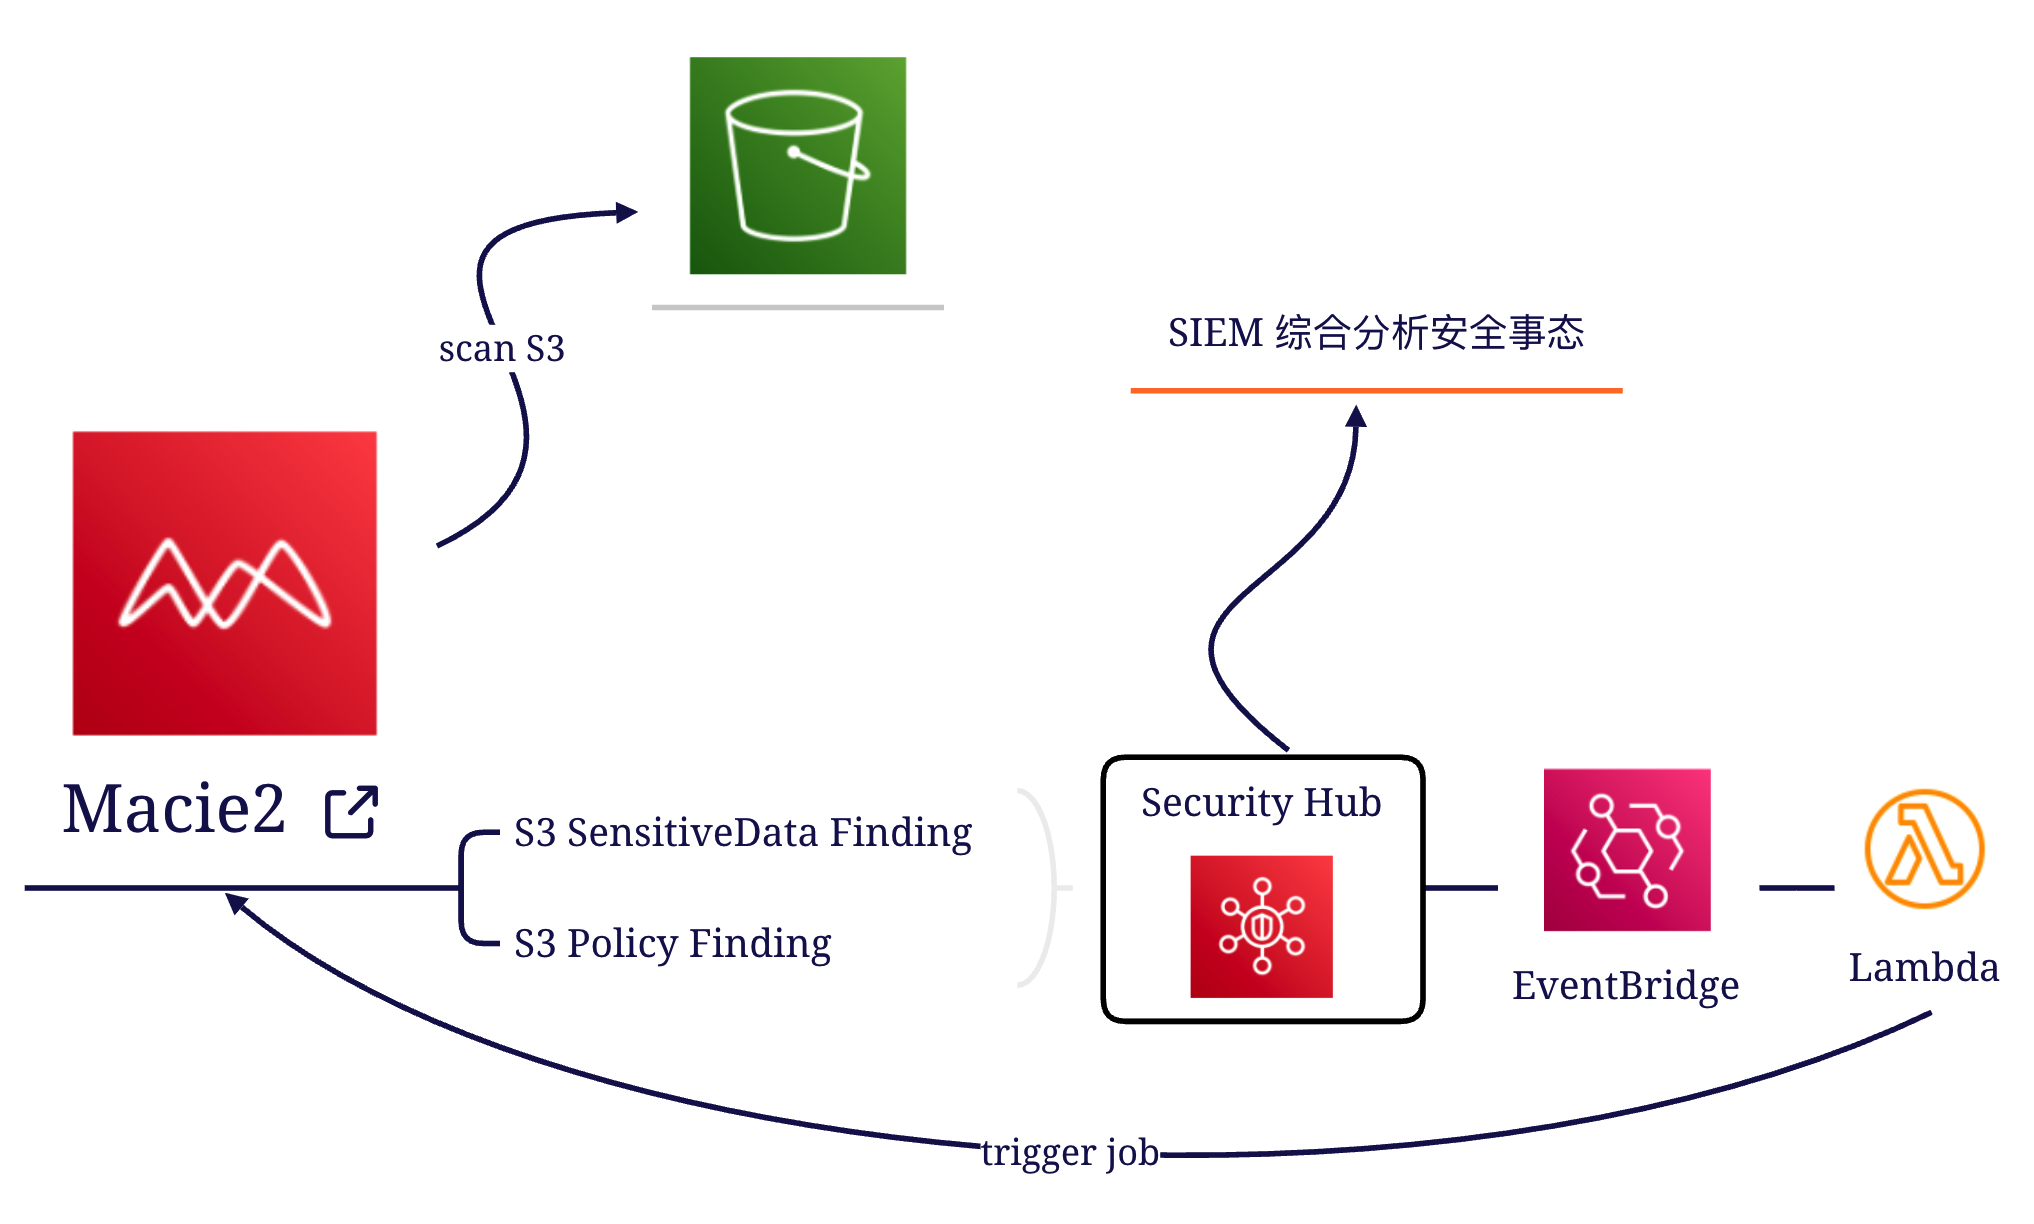 scan S3
SIEM 综合分析安全事态
Macie2
S3 SensitiveData Finding
S3 Policy Finding
Security Hub
EventBridge
Lambda
trigger job